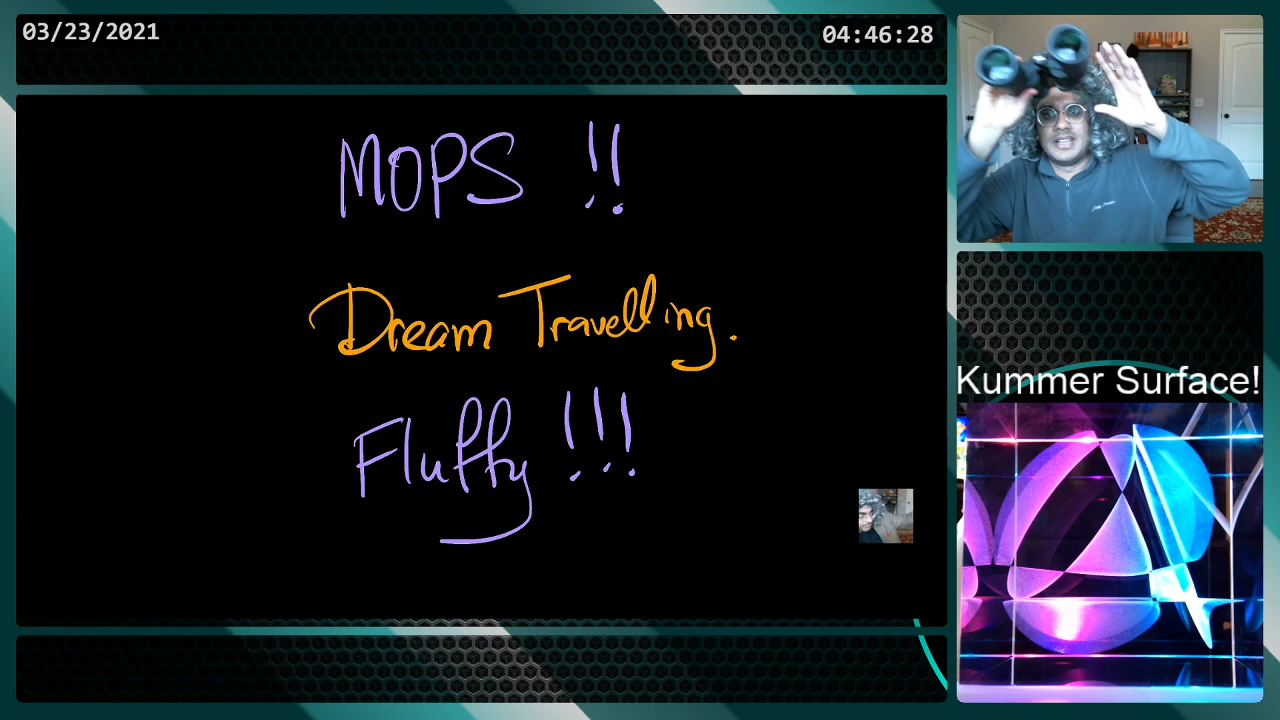 03/23/2021
04:46:28
MOPS !!
Dream Travelling.
Fluffy !!!
Kummer Surface!